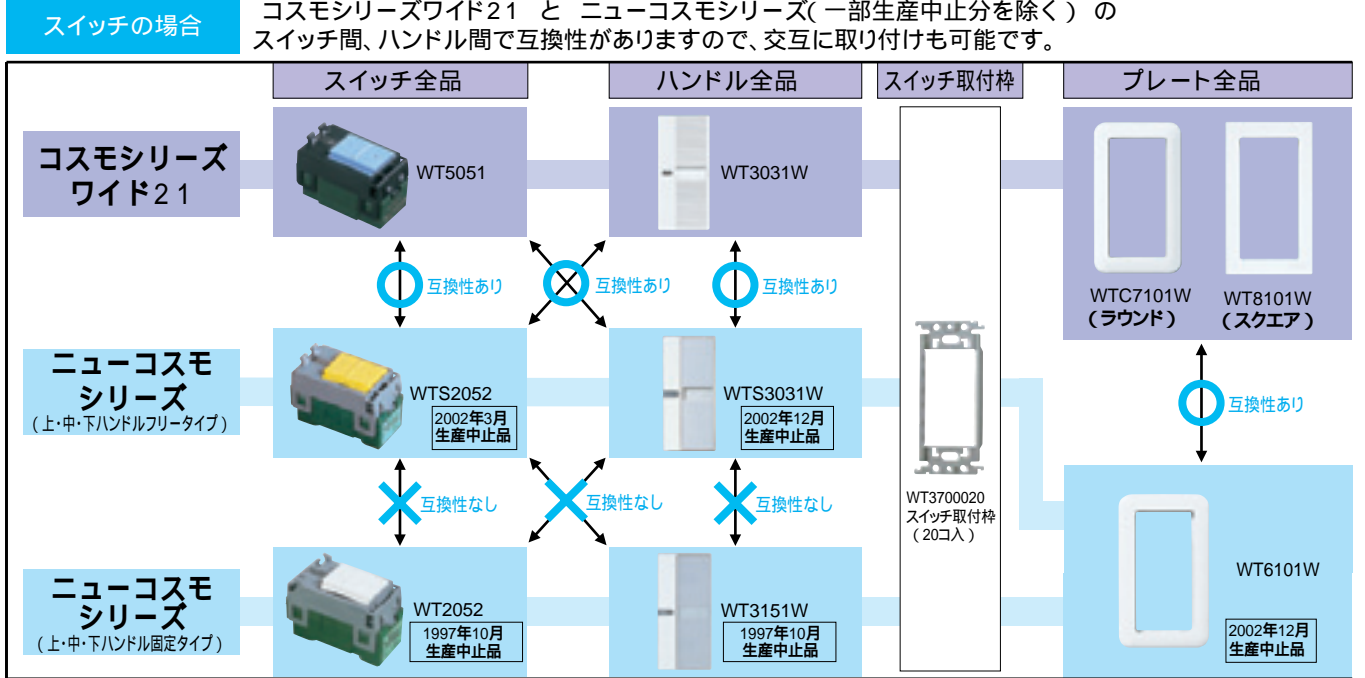 スイッチの場合
コスモシリーズワイド21 と ニューコスモシリーズ(一部生産中止分を除く) の
スイッチ間、ハンドル間で互換性がありますので、交互に取り付けも可能です。
スイッチ全品
ハンドル全品
スイッチ取付枠
プレート全品
コスモシリーズ
ワイド21
WT5051
WT3031W
WTC7101W
(ラウンド)
WT8101W
(スクエア)
互換性あり
互換性あり
互換性あり
互換性あり
ニューコスモ
シリーズ
(上・中・下ハンドルフリータイプ)
WTS2052
2002年3月
生産中止品
WTS3031W
2002年12月
生産中止品
WT3700020
スイッチ取付枠
(20コ入)
互換性なし
互換性なし
互換性なし
ニューコスモ
シリーズ
(上・中・下ハンドル固定タイプ)
WT2052
1997年10月
生産中止品
WT3151W
1997年10月
生産中止品
WT6101W
2002年12月
生産中止品